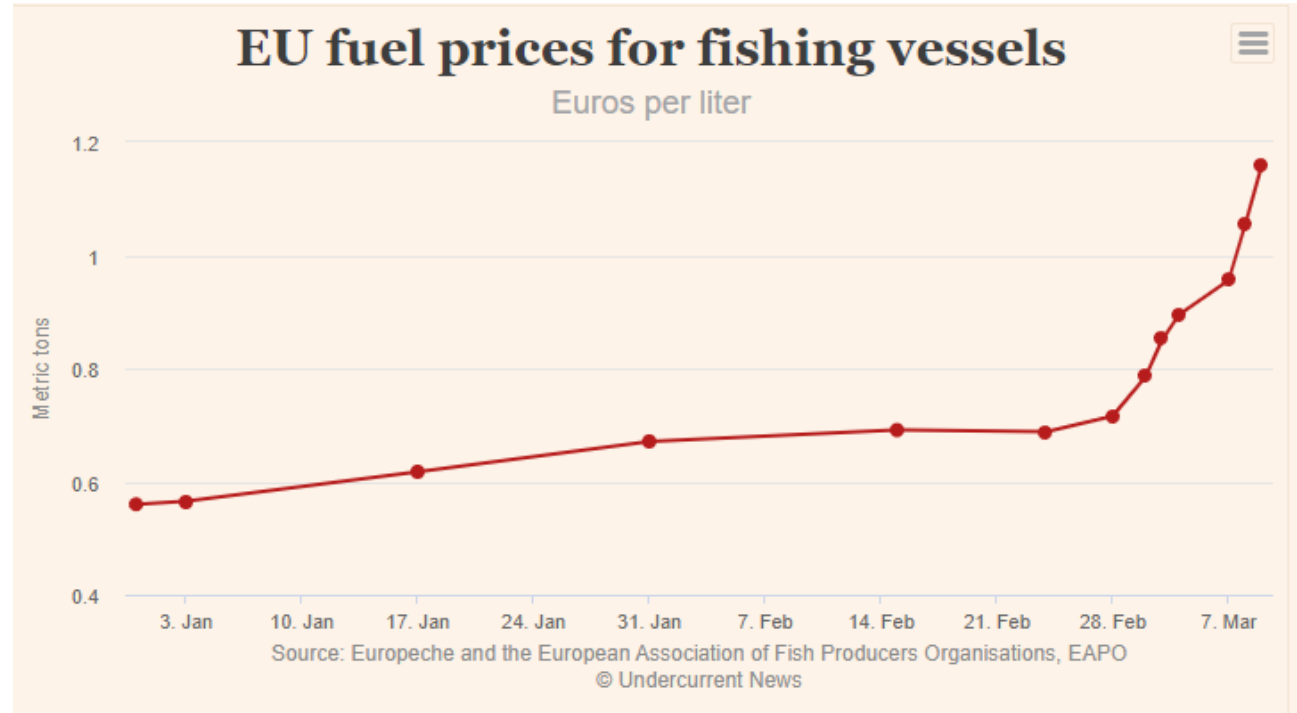 EU fuel prices for fishing vessels
Euros per liter
1.2
1
0.8
0.6
0.4
Metric tons
3. Jan 10. Jan 17. Jan 24. Jan 31. Jan 7. Feb 14. Feb 21. Feb 28. Feb 7. Mar
Source: Europeche and the European Association of Fish Producers Organisations, EAPO
© Undercurrent News